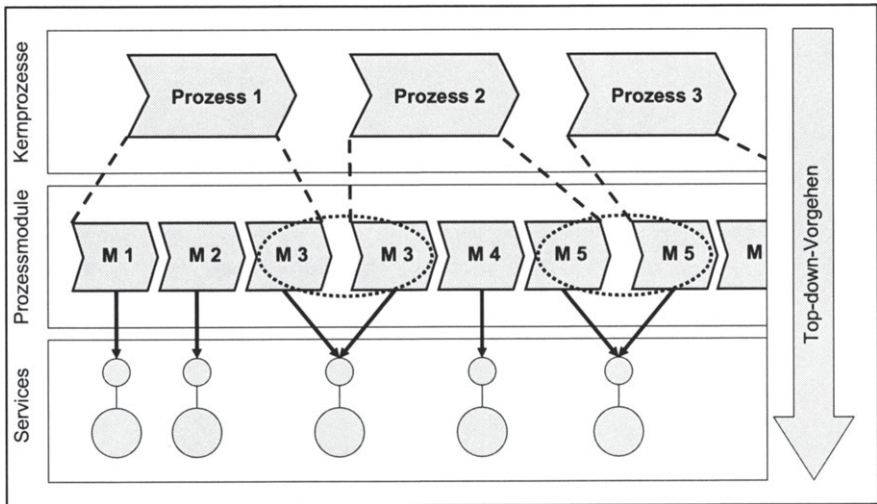 Kernprozesse
Prozess 1
Prozess 2
Prozess 3
Prozessmodule
M 1
M 2
M 3
M 3
M 4
M 5
M 5
M
Services
Top-down-Vorgehen